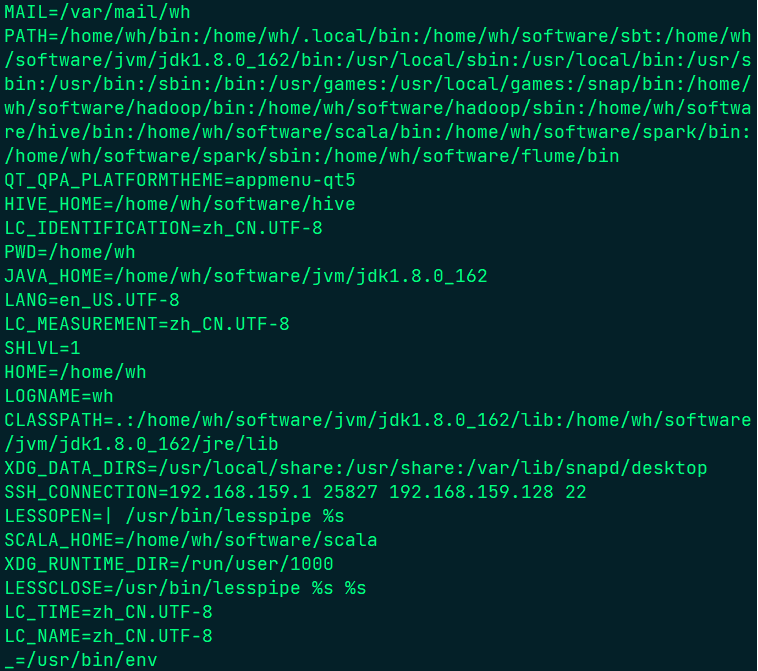 MAIL=/var/mail/wh
PATH=/home/wh/bin:/home/wh/.local/bin:/home/wh/software/sbt:/home/wh
/software/jvm/jdk1.8.0_162/bin:/usr/local/sbin:/usr/local/bin:/usr/s
bin:/usr/bin:/sbin:/bin:/usr/games:/usr/local/games:/snap/bin:/home/
wh/software/hadoop/bin:/home/wh/software/hadoop/sbin:/home/wh/softwa
re/hive/bin:/home/wh/software/scala/bin:/home/wh/software/spark/bin:
/home/wh/software/spark/sbin:/home/wh/software/flume/bin
QT_QPA_PLATFORMTHEME=appmenu-qt5
HIVE_HOME=/home/wh/software/hive
LC_IDENTIFICATION=zh_CN.UTF-8
PWD=/home/wh
JAVA_HOME=/home/wh/software/jvm/jdk1.8.0_162
LANG=en_US.UTF-8
LC_MEASUREMENT=zh_CN.UTF-8
SHLVL=1
HOME=/home/wh
LOGNAME=wh
CLASSPATH=.:/home/wh/software/jvm/jdk1.8.0_162/lib:/home/wh/software
/jvm/jdk1.8.0_162/jre/lib
XDG_DATA_DIRS=/usr/local/share:/usr/share:/var/lib/snapd/desktop
SSH_CONNECTION=192.168.159.1 25827 192.168.159.128 22
LESSOPEN=| /usr/bin/lesspipe %s
SCALA_HOME=/home/wh/software/scala
XDG_RUNTIME_DIR=/run/user/1000
LESSCLOSE=/usr/bin/lesspipe %s %s
LC_TIME=zh_CN.UTF-8
LC_NAME=zh_CN.UTF-8
_=/usr/bin/env